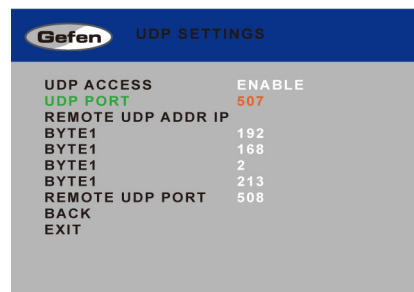 Gefen UDP SETTINGS
UDP ACCESS ENABLE
UDP PORT 507
REMOTE UDP ADDR IP
BYTE1 192
BYTE1 168
BYTE1 2
BYTE1 213
REMOTE UDP PORT 508
BACK
EXIT